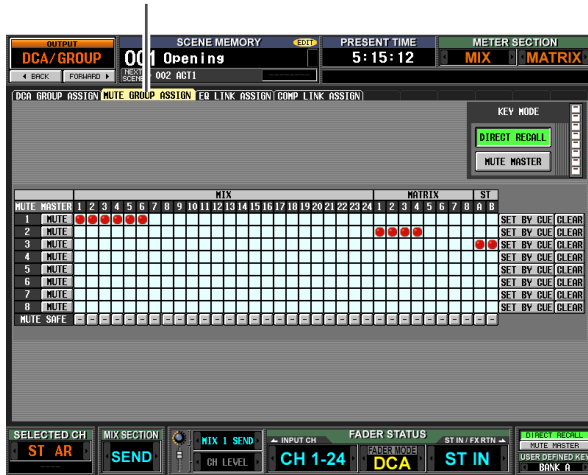 OUTPUT SCENE MEMORY EDIT PRESENT TIME METER SECTION
DCA/GROUP 001 Opening 5:15:12 MIX MATRIX
BACK FORWARD NEXT SCENE 002 ACT1
DCA GROUP ASSIGN MUTE GROUP ASSIGN EQ LINK ASSIGN COMP LINK ASSIGN
KEY MODE
DIRECT RECALL
MUTE MASTER
MIX MATRIX ST
MUTE MASTER 1 2 3 4 5 6 7 8 9 10 11 12 13 14 15 16 17 18 19 20 21 22 23 24 1 2 3 4 5 6 7 8 A B
1 MUTE SET BY CUE CLEAR
2 MUTE SET BY CUE CLEAR
3 MUTE SET BY CUE CLEAR
4 MUTE SET BY CUE CLEAR
5 MUTE SET BY CUE CLEAR
6 MUTE SET BY CUE CLEAR
7 MUTE SET BY CUE CLEAR
8 MUTE SET BY CUE CLEAR
MUTE SAFE - - - - - - - - - - - - - - - - - - - - - - - - - - - - - - - - - -
SELECTED CH MIX SECTION MIX 1 SEND INPUT CH FADER STATUS ST IN / FX RTN DIRECT RECALL
ST AR SEND CH LEVEL CH 1-24 FADER MODE DCA ST IN MUTE MASTER
USER DEFINED KEY
BANK A